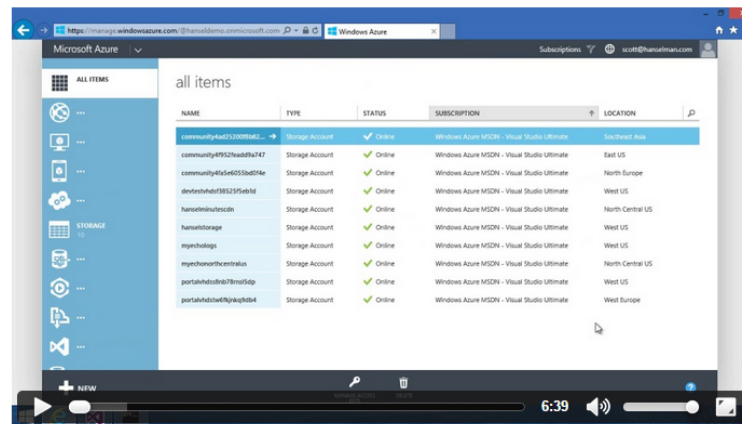 https://manage.windowsazure.com/@hanseldemo.onmicrosoft.com Windows Azure
Microsoft Azure Subscriptions scott@hanselman.com
ALL ITEMS
all items
NAME TYPE STATUS SUBSCRIPTION LOCATION
Storage Account Online Windows Azure MSDN - Visual Studio Ultimate Southeast Asia
community4f952feadd9a747 Storage Account Online Windows Azure MSDN - Visual Studio Ultimate East US
community4fa5e6055bd0f4e Storage Account Online Windows Azure MSDN - Visual Studio Ultimate North Europe
devtestvhdsf38525f5eb1d Storage Account Online Windows Azure MSDN - Visual Studio Ultimate West US
hanselminutescdn Storage Account Online Windows Azure MSDN - Visual Studio Ultimate North Central US
hanselstorage Storage Account Online Windows Azure MSDN - Visual Studio Ultimate West US
STORAGE
10
myechologs Storage Account Online Windows Azure MSDN - Visual Studio Ultimate West US
myechonorthcentralus Storage Account Online Windows Azure MSDN - Visual Studio Ultimate North Central US
Storage Account Online Windows Azure MSDN - Visual Studio Ultimate West US
Storage Account Online Windows Azure MSDN - Visual Studio Ultimate West Europe
NEW
MANAGE ACCESS KEYS DELETE
6:39